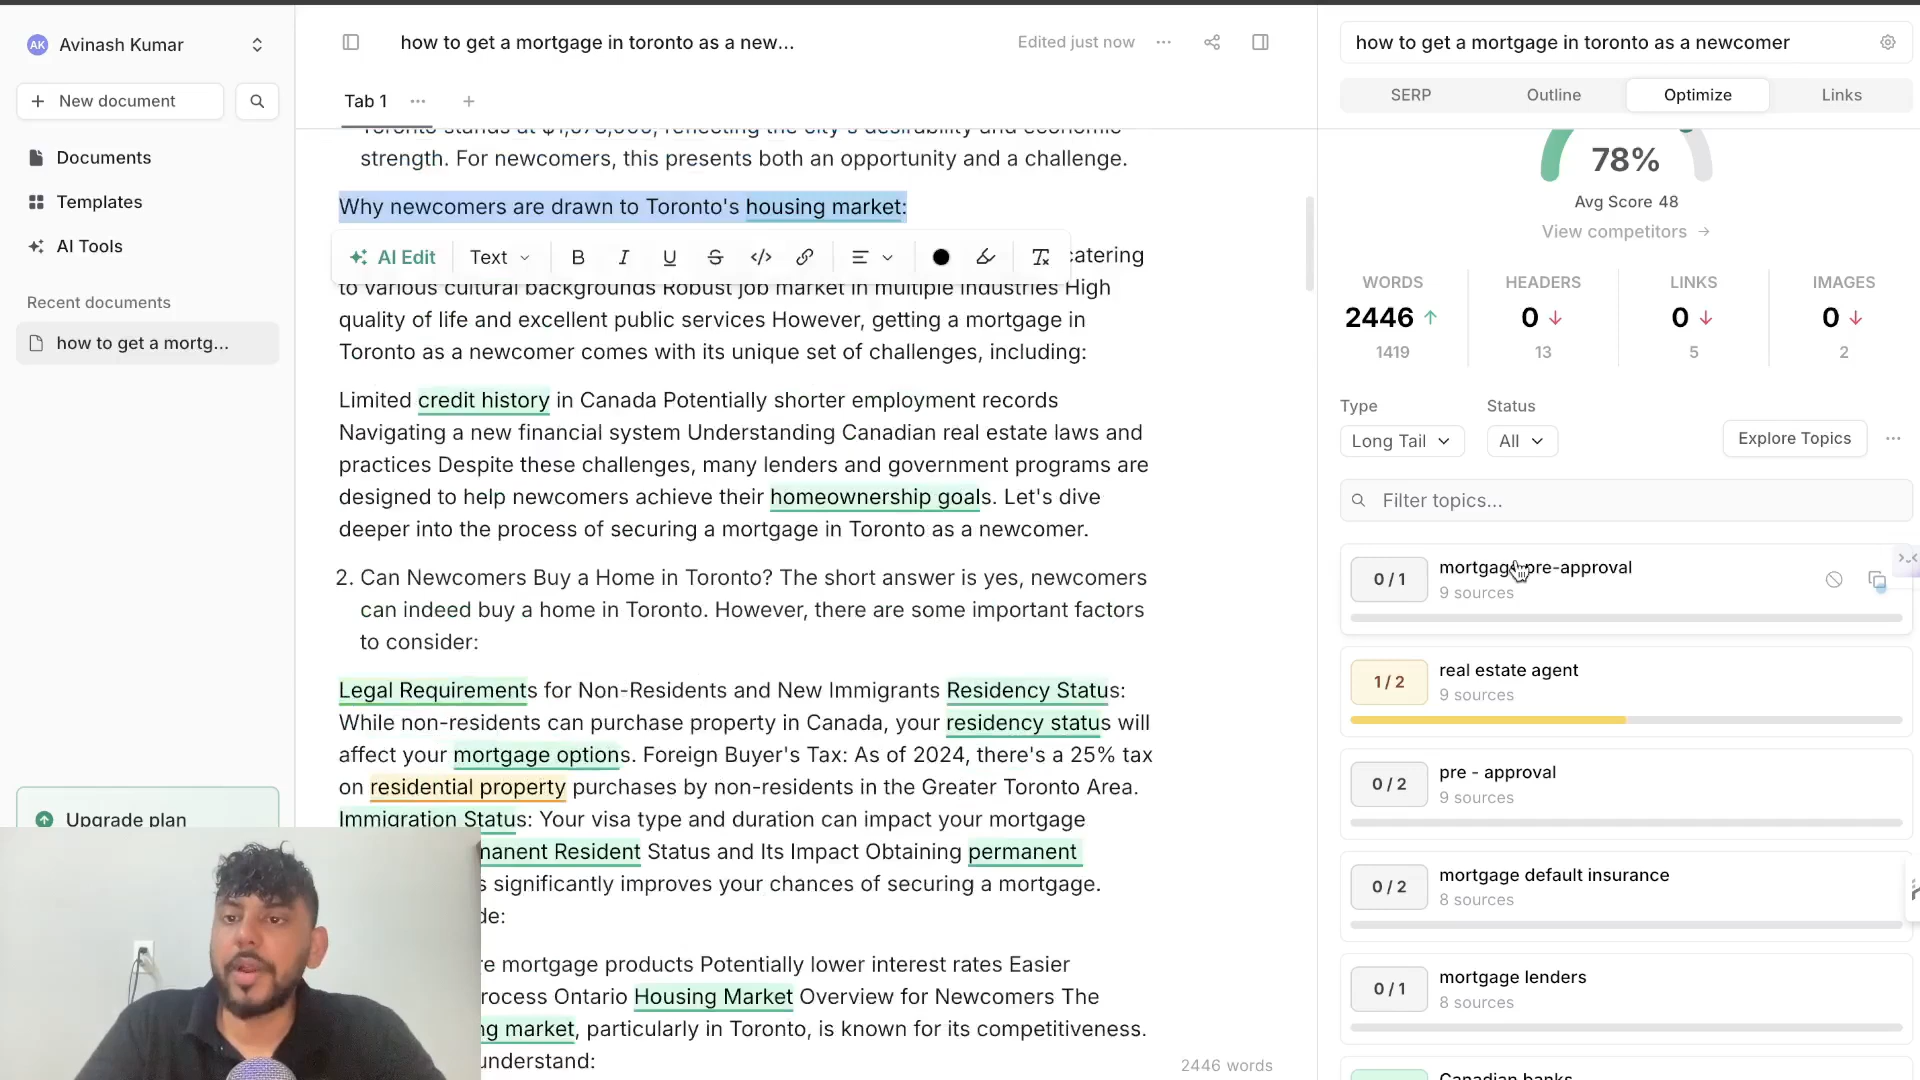 AK Avinash Kumar
New document
Documents
Templates
AI Tools
Recent documents
how to get a mortg...
Upgrade plan
how to get a mortgage in toronto as a new...
Edited just now
Tab 1
Toronto stands at $1,078,000, reflecting the city's desirability and economic
strength. For newcomers, this presents both an opportunity and a challenge.
Why newcomers are drawn to Toronto's housing market:
AI Edit Text B I U S </>
catering
to various cultural backgrounds Robust job market in multiple industries High
quality of life and excellent public services However, getting a mortgage in
Toronto as a newcomer comes with its unique set of challenges, including:
Limited credit history in Canada Potentially shorter employment records
Navigating a new financial system Understanding Canadian real estate laws and
practices Despite these challenges, many lenders and government programs are
designed to help newcomers achieve their homeownership goals. Let's dive
deeper into the process of securing a mortgage in Toronto as a newcomer.
2. Can Newcomers Buy a Home in Toronto? The short answer is yes, newcomers
can indeed buy a home in Toronto. However, there are some important factors
to consider:
Legal Requirements for Non-Residents and New Immigrants Residency Status:
While non-residents can purchase property in Canada, your residency status will
affect your mortgage options. Foreign Buyer's Tax: As of 2024, there's a 25% tax
on residential property purchases by non-residents in the Greater Toronto Area.
Immigration Status: Your visa type and duration can impact your mortgage
manent Resident Status and Its Impact Obtaining permanent
s significantly improves your chances of securing a mortgage.
de:
re mortgage products Potentially lower interest rates Easier
rocess Ontario Housing Market Overview for Newcomers The
ng market, particularly in Toronto, is known for its competitiveness.
understand:
2446 words
how to get a mortgage in toronto as a newcomer
SERP Outline Optimize Links
78%
Avg Score 48
View competitors →
WORDS HEADERS LINKS IMAGES
2446 ↑ 0 ↓ 0 ↓ 0 ↓
1419 13 5 2
Type Status
Long Tail All Explore Topics
Filter topics...
0 / 1 mortgage pre-approval
9 sources
1 / 2 real estate agent
9 sources
0 / 2 pre - approval
9 sources
0 / 2 mortgage default insurance
8 sources
0 / 1 mortgage lenders
8 sources
Canadian banks